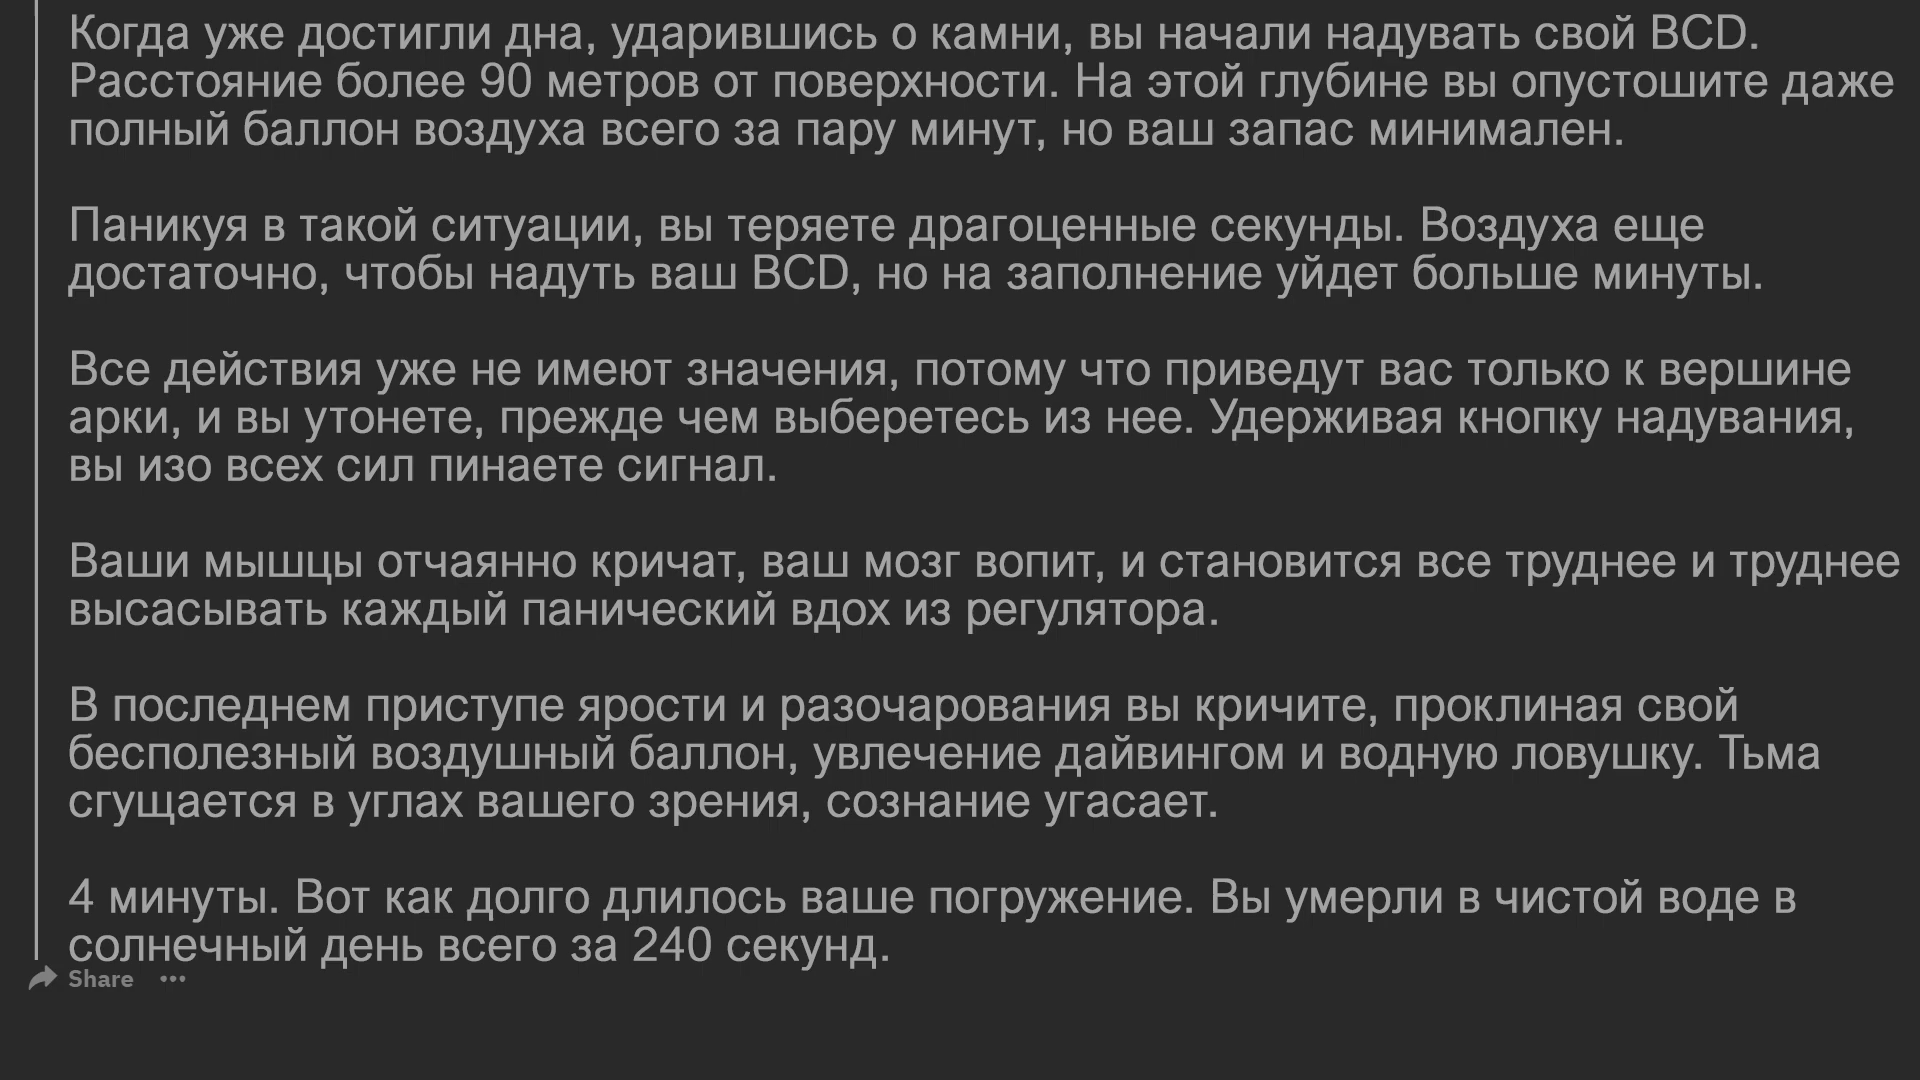 Когда уже достигли дна, ударившись о камни, вы начали надувать свой BCD.
Расстояние более 90 метров от поверхности. На этой глубине вы опустошите даже
полный баллон воздуха всего за пару минут, но ваш запас минимален.
Паникуя в такой ситуации, вы теряете драгоценные секунды. Воздуха еще
достаточно, чтобы надуть ваш BCD, но на заполнение уйдет больше минуты.
Все действия уже не имеют значения, потому что приведут вас только к вершине
арки, и вы утонете, прежде чем выберетесь из нее. Удерживая кнопку надувания,
вы изо всех сил пинаете сигнал.
Ваши мышцы отчаянно кричат, ваш мозг вопит, и становится все труднее и труднее
высасывать каждый панический вдох из регулятора.
В последнем приступе ярости и разочарования вы кричите, проклиная свой
бесполезный воздушный баллон, увлечение дайвингом и водную ловушку. Тьма
сгущается в углах вашего зрения, сознание угасает.
4 минуты. Вот как долго длилось ваше погружение. Вы умерли в чистой воде в
солнечный день всего за 240 секунд.
Share ···